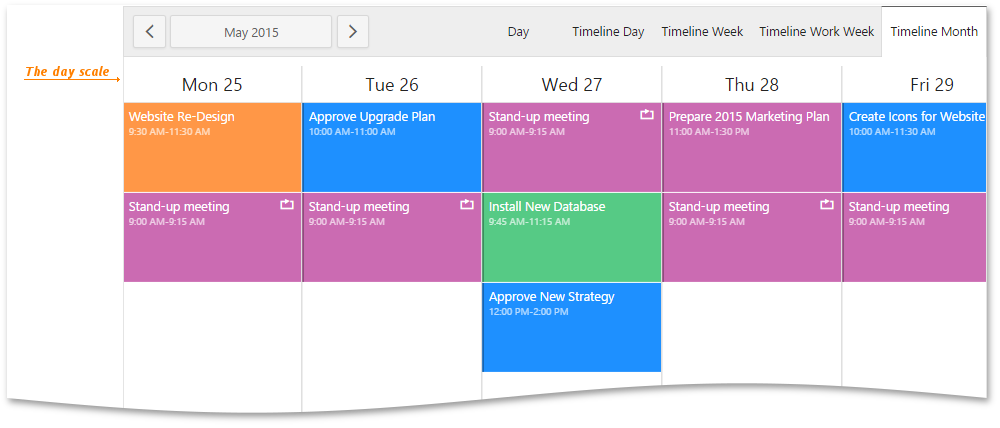 May 2015
Day
Timeline Day
Timeline Week
Timeline Work Week
Timeline Month
The day scale
Mon 25
Tue 26
Wed 27
Thu 28
Fri 29
Website Re-Design
9:30 AM-11:30 AM
Approve Upgrade Plan
10:00 AM-11:00 AM
Stand-up meeting
9:00 AM-9:15 AM
Prepare 2015 Marketing Plan
11:00 AM-1:30 PM
Create Icons for Website
10:00 AM-11:30 AM
Stand-up meeting
9:00 AM-9:15 AM
Stand-up meeting
9:00 AM-9:15 AM
Install New Database
9:45 AM-11:15 AM
Stand-up meeting
9:00 AM-9:15 AM
Stand-up meeting
9:00 AM-9:15 AM
Approve New Strategy
12:00 PM-2:00 PM